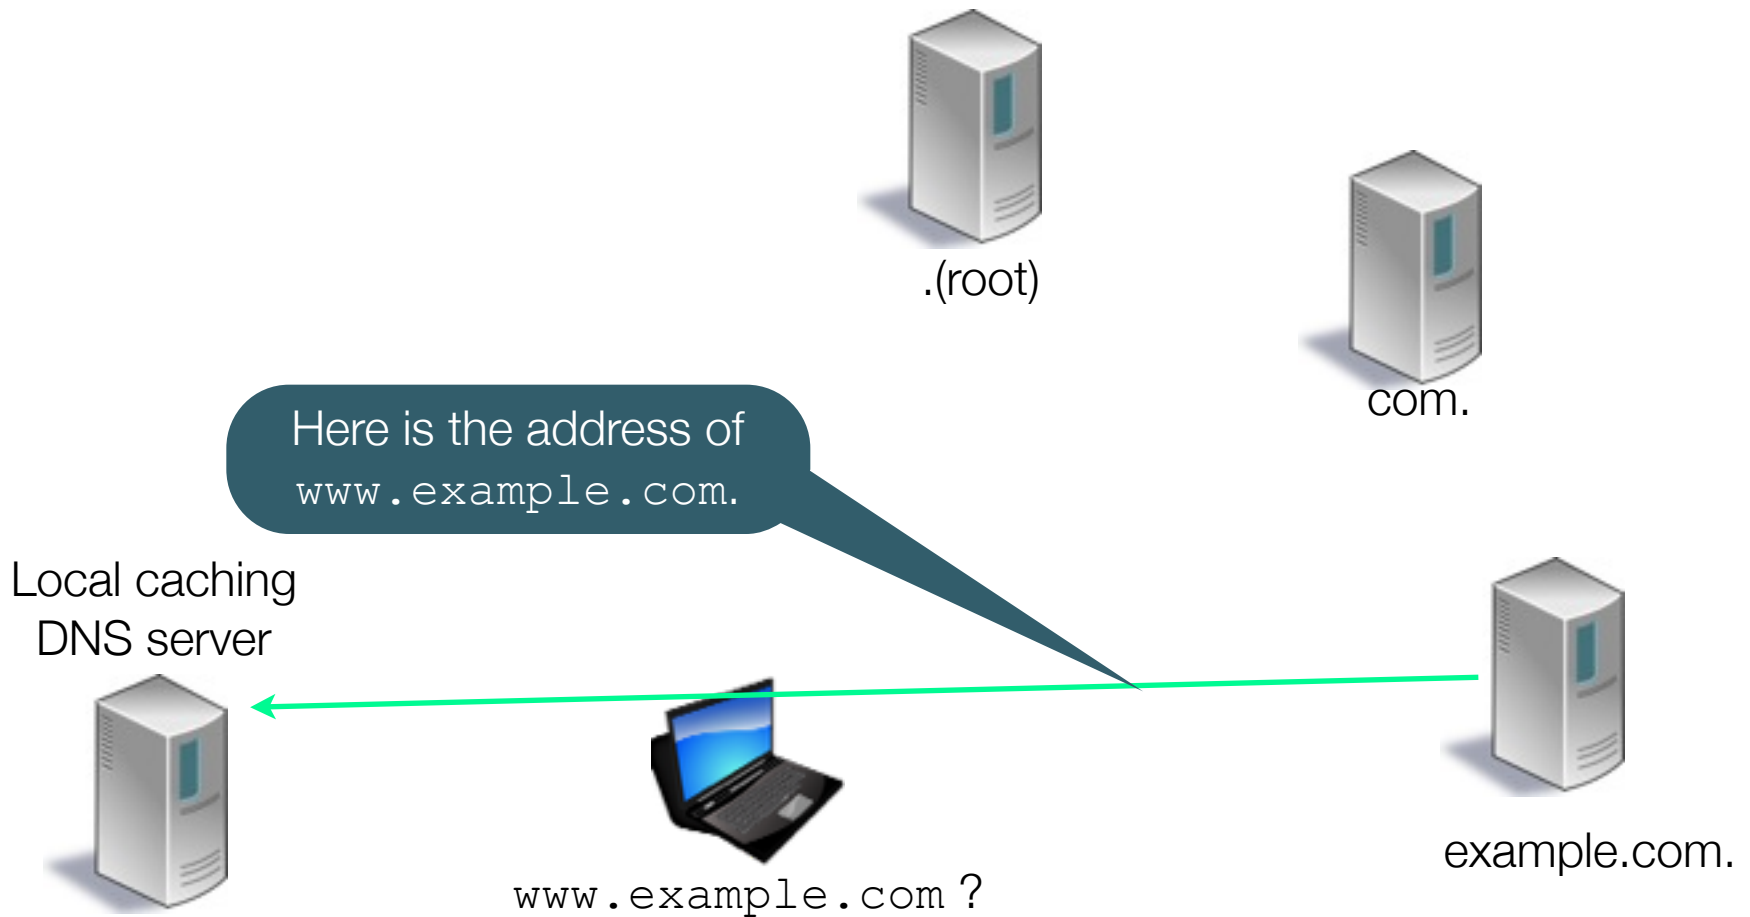 .(root)
com.
Here is the address of
www.example.com.
Local caching
DNS server
example.com.
www.example.com ?